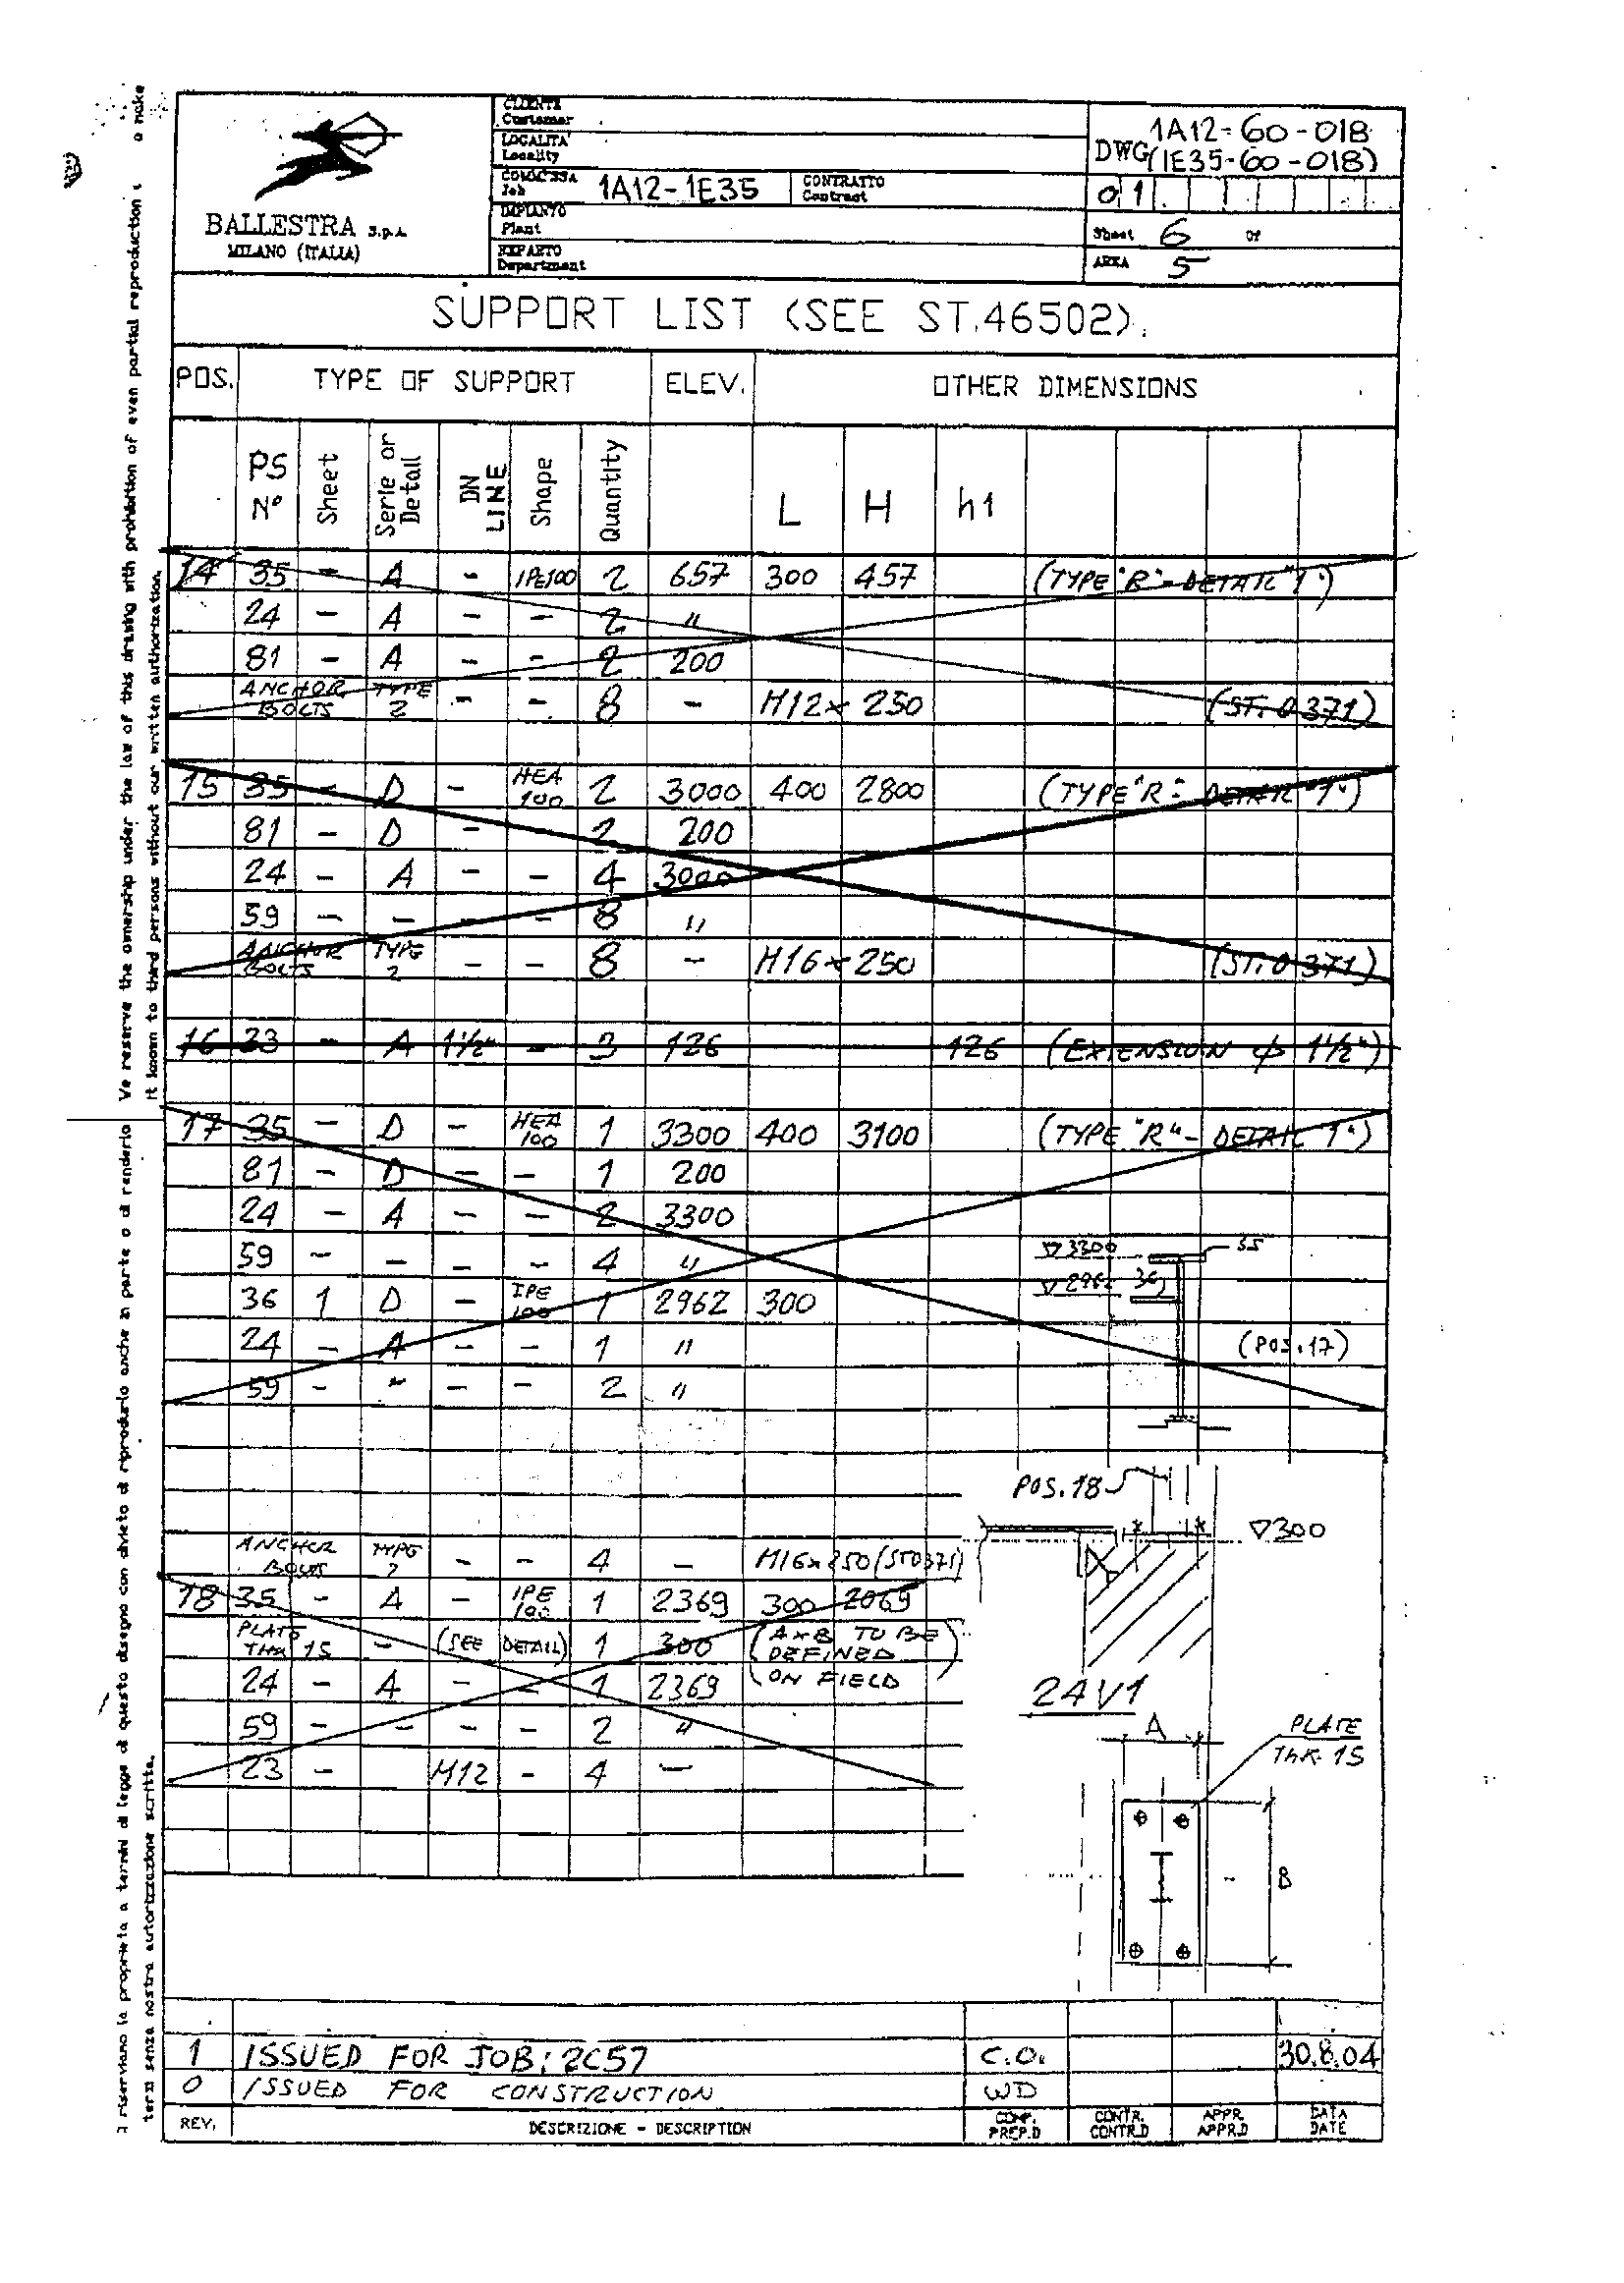 BALLESTRA S.p.A.
MILANO (ITALIA)
CLIENTE
Customer
LOCALITA'
Locality
COMMESSA
Job
1A12-1E35
CONTRATTO
Contract
IMPIANTO
Plant
REPARTO
Department
1A12-60-018
DWG (1E35-60-018)
0 1
Sheet 6 OF
AREA 5
SUPPORT LIST (SEE ST.46502).
POS. TYPE OF SUPPORT ELEV. OTHER DIMENSIONS
PS N° Sheet Serie or Detail DN LINE Shape Quantity L H h1
14 35 - A - IPE100 2 657 300 457 (TYPE "R" - DETAIL "1")
24 - A - - 2 "
81 - A - - 2 200
ANCHOR BOLTS TYPE 2 - - 8 - M12 x 250 (ST. 0371)
15 35 - D - HEA 100 2 3000 400 2800 (TYPE "R" - DETAIL "1")
81 - D - 2 200
24 - A - - 4 3000
59 - - - - 8 "
ANCHOR BOLTS TYPE 2 - - 8 - M16 x 250 (ST. 0371)
16 23 - A 1½" - 3 126 126 (EXTENSION ø 1½")
17 35 - D - HEA 100 1 3300 400 3100 (TYPE "R" - DETAIL 1")
81 - D - - 1 200
24 - A - - 2 3300
59 - - - - 4 "
36 1 D - IPE 100 1 2962 300
24 - A - - 1 "
59 - " - - 2 "
▽3300 35
▽2962 36
(POS.17)
ANCHOR BOLTS TYPE 2 - - 4 - M16 x 250 (ST0371)
18 35 - A - IPE 100 1 2369 300 2069
PLATE THK 15 - (SEE DETAIL) 1 300 (A x B TO BE DEFINED ON FIELD)
24 - A - - 1 2369
59 - - - - 2 "
23 - M12 - 4 -
POS.18
▽300
24V1
A
PLATE
THK 15
B
1 ISSUED FOR JOB: 2C57 C.O. 30.8.04
0 ISSUED FOR CONSTRUCTION WD
REV. DESCRIZIONE - DESCRIPTION COMP. PREP.D CONTR. CONTR.D APPR. APPR.D DATA DATE
We reserve the ownership under the law of this drawing with prohibition of even partial reproduction
o make
it known to third persons without our written authorization.
riserviamo la proprieta a termini di legge di questo disegno con divieto di riprodurlo anche in parte o di renderlo
senza nostra autorizzazione scritta.